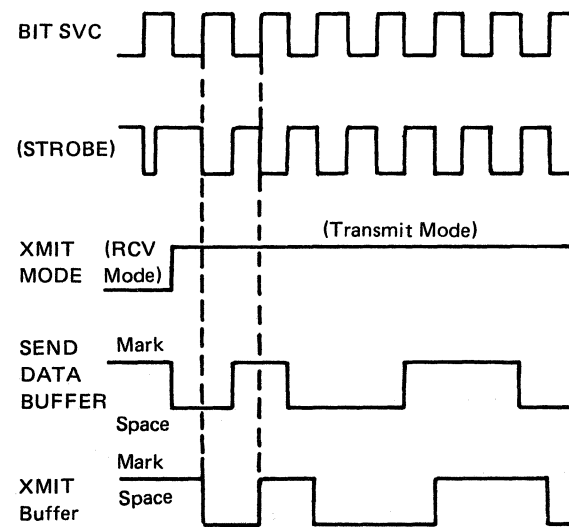 BIT SVC
(STROBE)
(Transmit Mode)
XMIT (RCV
MODE Mode)
SEND Mark
DATA
BUFFER
Space
Mark
XMIT Space
Buffer